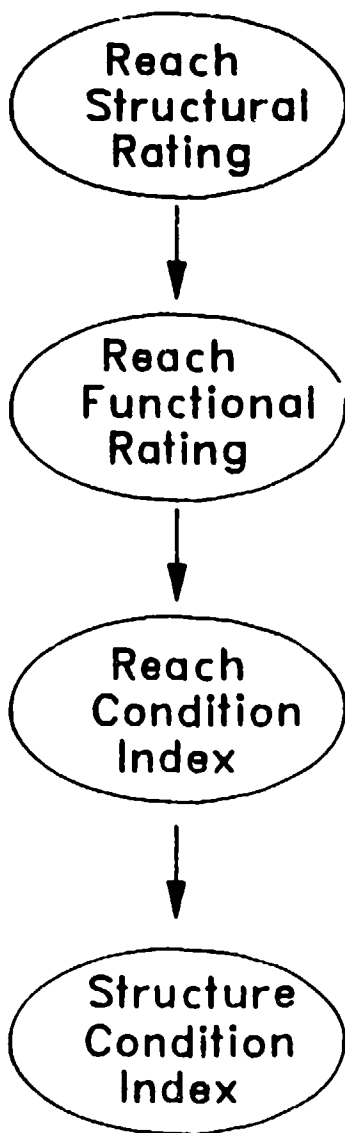 Reach
Structural
Rating
Reach
Functional
Rating
Reach
Condition
Index
Structure
Condition
Index